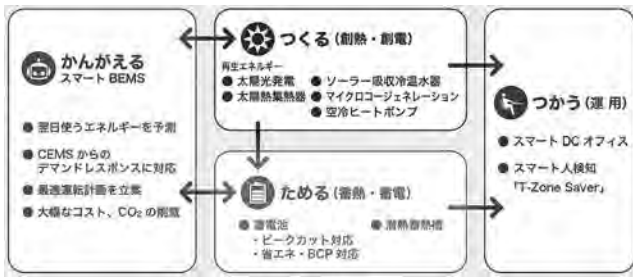 かんがえる
スマート BEMS
● 翌日使うエネルギーを予測
● CEMS からの
デマンドレスポンスに対応
● 最適運転計画を立案
● 大幅なコスト、CO₂ の削減
つくる (創熱・創電)
再生エネルギー
● 太陽光発電
● 太陽熱集熱器
● ソーラー吸収冷温水器
● マイクロコージェネレーション
● 空冷ヒートポンプ
ためる (蓄熱・蓄電)
● 蓄電池
・ピークカット対応
・省エネ・BCP 対応
● 潜熱蓄熱槽
つかう (運 用)
● スマート DC オフィス
● スマート人検知
「T-Zone Saver」